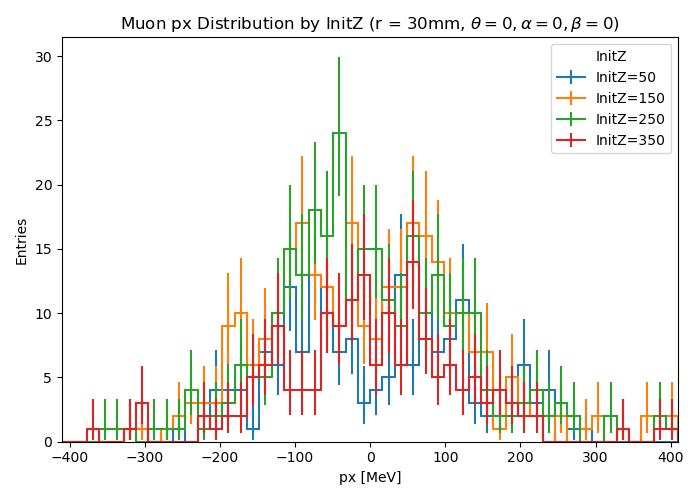 Muon px Distribution by InitZ (r = 30mm, θ = 0, α = 0, β = 0)
InitZ
InitZ=50
InitZ=150
InitZ=250
InitZ=350
Entries
30
25
20
15
10
5
0
−400 −300 −200 −100 0 100 200 300 400
px [MeV]